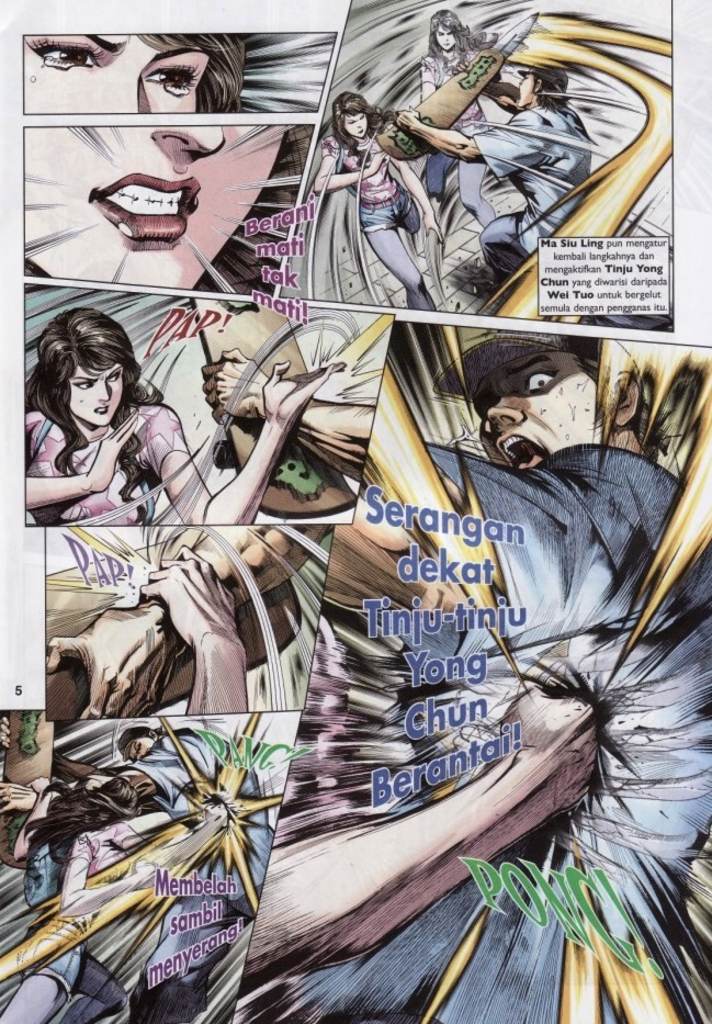 Berani
mati
tak
mati!
Ma Siu Ling pun mengatur
kembali langkahnya dan
mengaktifkan Tinju Yong
Chun yang diwarisi daripada
Wei Tuo untuk bergelut
semula dengan pengganas itu.
PAP!
PAP!
Serangan
dekat
Tinju-tinju
Yong
Chun
Berantai!
PANG!
Membelah
sambil
menyerang!
PONG!
5